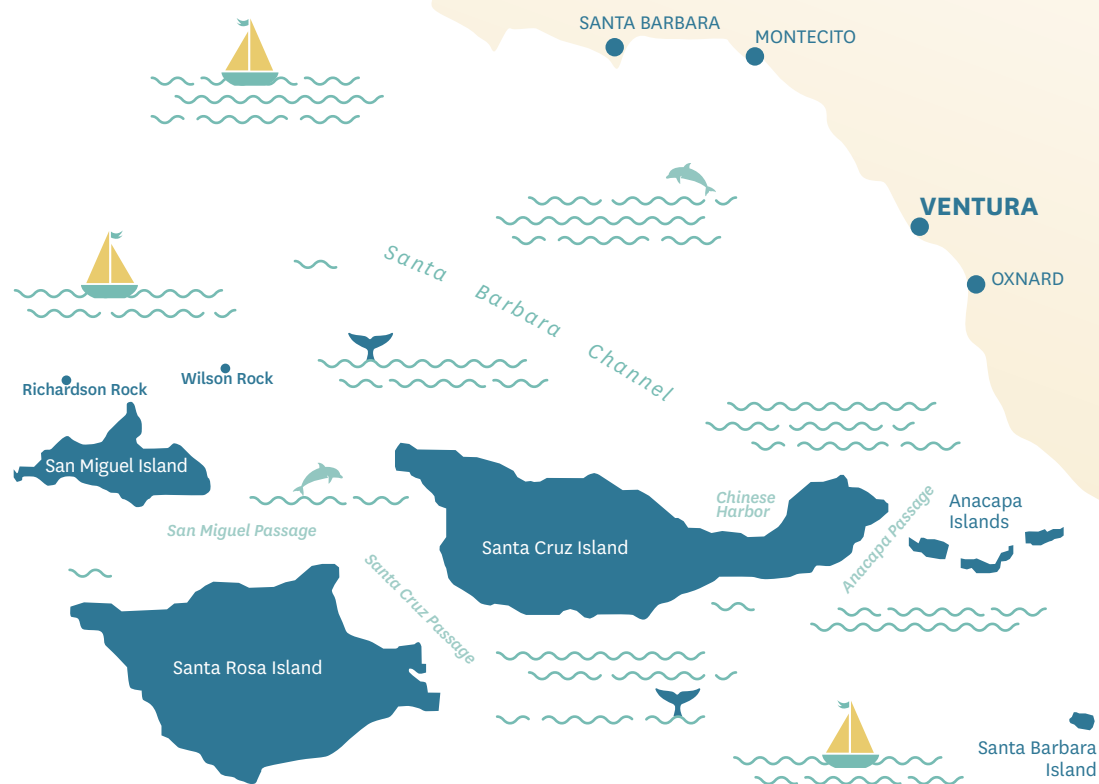 SANTA BARBARA
MONTECITO
VENTURA
OXNARD
Santa Barbara Channel
Richardson Rock
Wilson Rock
San Miguel Island
San Miguel Passage
Santa Cruz Island
Chinese
Harbor
Anacapa Passage
Anacapa
Islands
Santa Cruz Passage
Santa Rosa Island
Santa Barbara
Island